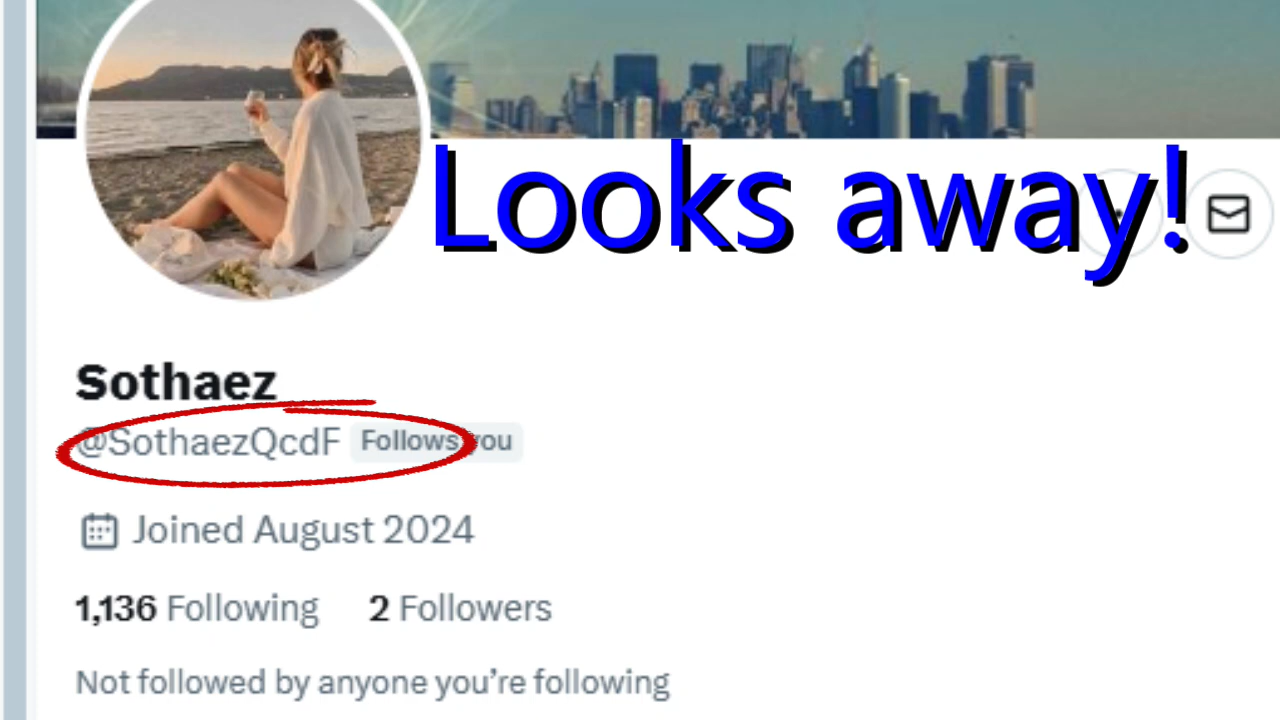 Looks away!
Sothaez
@SothaezQcdF Follows you
Joined August 2024
1,136 Following 2 Followers
Not followed by anyone you’re following